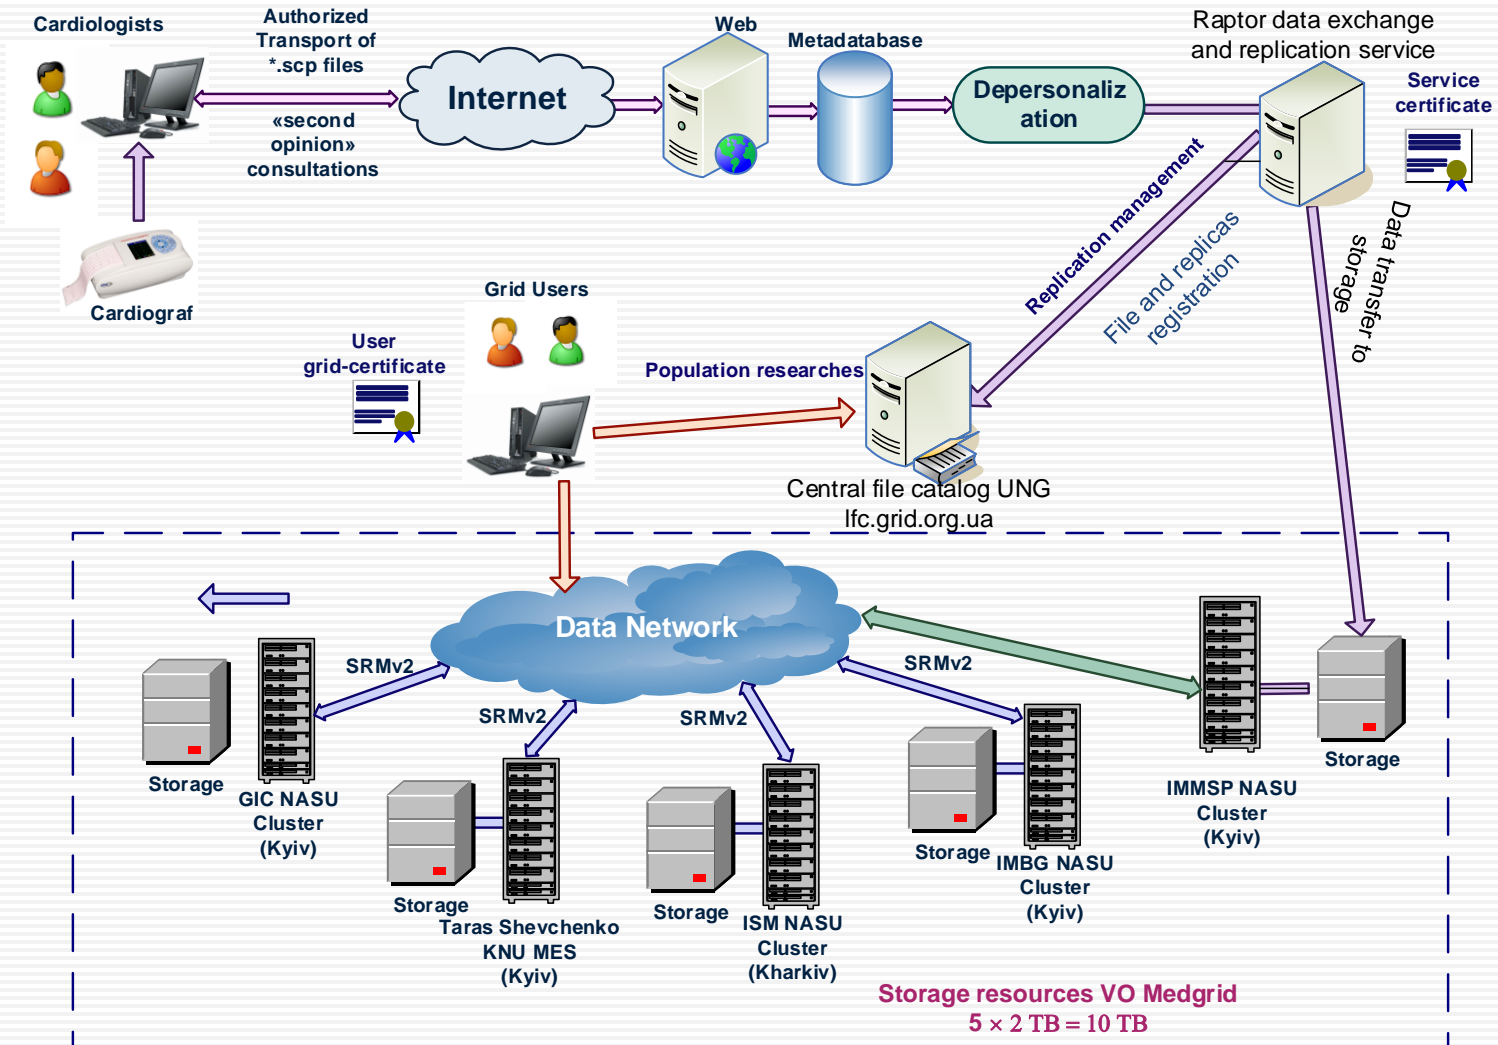 Cardiologists
Authorized
Transport of
*.scp files
Internet
«second
opinion»
consultations
Web
Metadatabase
Depersonaliz
ation
Raptor data exchange
and replication service
Service
certificate
Cardiograf
Replication management
File and replicas
registration
Data transfer to
storage
Grid Users
User
grid-certificate
Population researches
Central file catalog UNG
lfc.grid.org.ua
Data Network
SRMv2
SRMv2
SRMv2
SRMv2
Storage
GIC NASU
Cluster
(Kyiv)
Storage
Taras Shevchenko
KNU MES
(Kyiv)
Storage
ISM NASU
Cluster
(Kharkiv)
Storage
IMBG NASU
Cluster
(Kyiv)
IMMSP NASU
Cluster
(Kyiv)
Storage
Storage resources VO Medgrid
5 × 2 TB = 10 TB